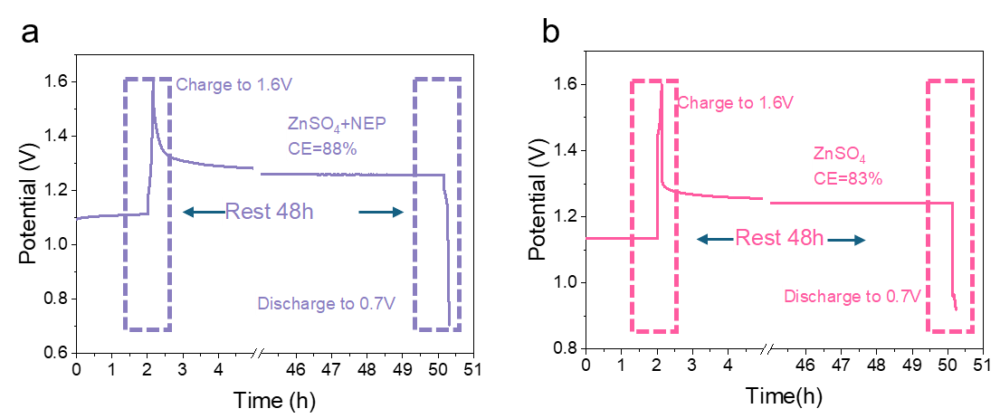 a
Potential (V)
1.6
1.4
1.2
1.0
0.8
0.6
Charge to 1.6V
ZnSO₄+NEP
CE=88%
Rest 48h
Discharge to 0.7V
0 1 2 3 4 46 47 48 49 50 51
Time (h)
b
Potential (V)
1.6
1.4
1.2
1.0
0.8
Charge to 1.6V
ZnSO₄
CE=83%
Rest 48h
Discharge to 0.7V
0 1 2 3 4 46 47 48 49 50 51
Time(h)